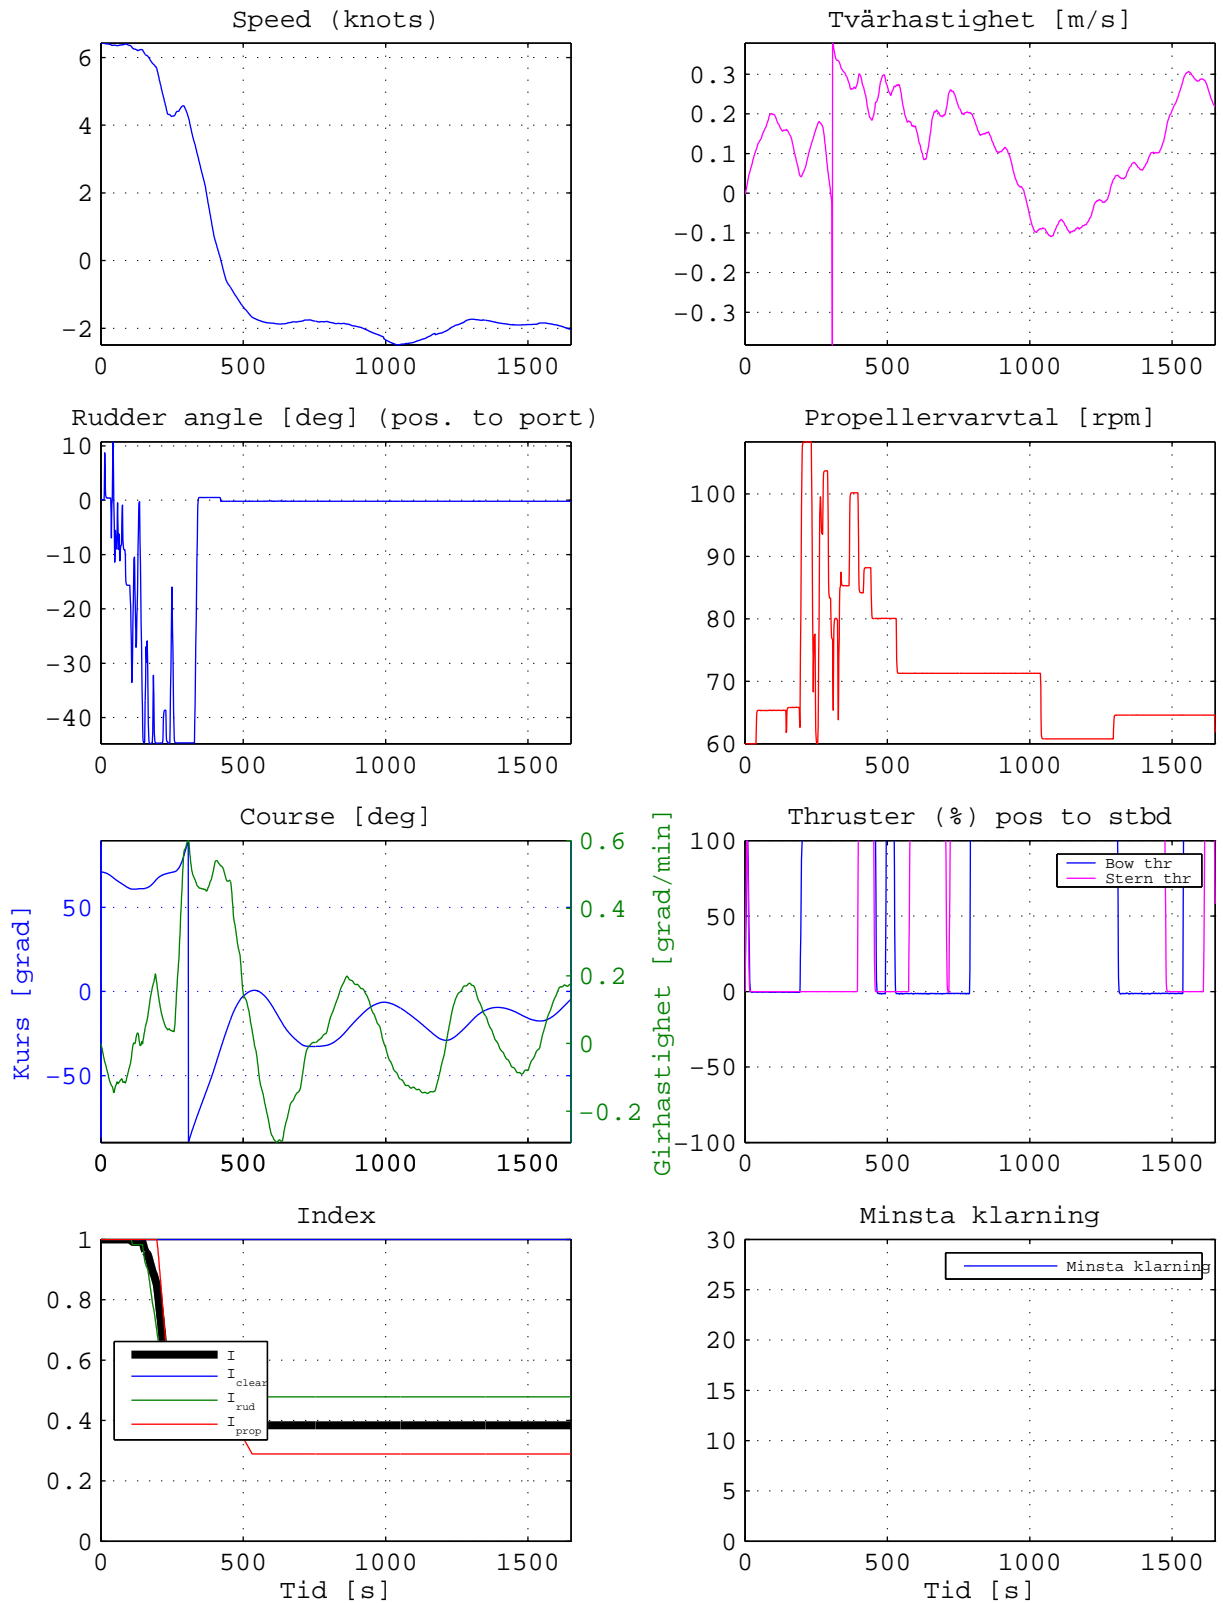 Speed (knots)
6
4
2
0
−2
0 500 1000 1500
Tvärhastighet [m/s]
0.3
0.2
0.1
0
−0.1
−0.2
−0.3
0 500 1000 1500
Rudder angle [deg] (pos. to port)
10
0
−10
−20
−30
−40
0 500 1000 1500
Propellervarvtal [rpm]
100
90
80
70
60
0 500 1000 1500
Course [deg]
Kurs [grad]
50
0
−50
0 500 1000 1500
0.6
0.4
0.2
0
−0.2
Girhastighet [grad/min]
Thruster (%) pos to stbd
100
50
0
−50
−100
0 500 1000 1500
Bow thr
Stern thr
Index
1
0.8
0.6
0.4
0.2
0
0 500 1000 1500
Tid [s]
I
I clear
I rud
I prop
Minsta klarning
30
25
20
15
10
5
0
0 500 1000 1500
Tid [s]
Minsta klarning